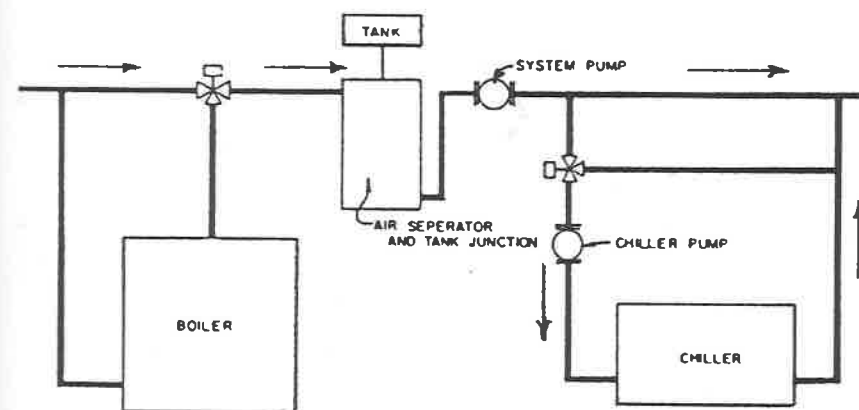 TANK
SYSTEM PUMP
AIR SEPERATOR
AND TANK JUNCTION
CHILLER PUMP
BOILER
CHILLER